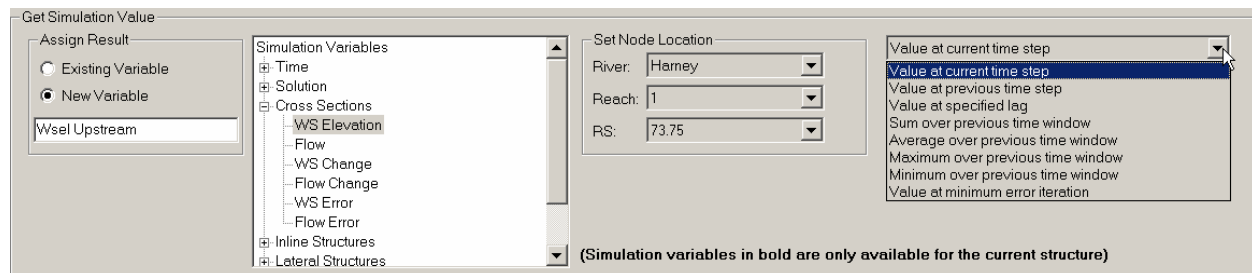 Get Simulation Value
Assign Result
Existing Variable
New Variable
Wsel Upstream
Simulation Variables
Time
Solution
Cross Sections
WS Elevation
Flow
WS Change
Flow Change
WS Error
Flow Error
Inline Structures
Lateral Structures
Set Node Location
River: Harney
Reach: 1
RS: 73.75
Value at current time step
Value at current time step
Value at previous time step
Value at specified lag
Sum over previous time window
Average over previous time window
Maximum over previous time window
Minimum over previous time window
Value at minimum error iteration
(Simulation variables in bold are only available for the current structure)